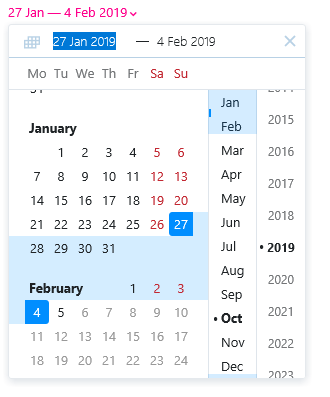 27 Jan — 4 Feb 2019
27 Jan 2019 — 4 Feb 2019
Mo Tu We Th Fr Sa Su
31
January
1 2 3 4 5 6
7 8 9 10 11 12 13
14 15 16 17 18 19 20
21 22 23 24 25 26 27
28 29 30 31
February 1 2 3
4 5 6 7 8 9 10
11 12 13 14 15 16 17
18 19 20 21 22 23 24
Jan
Feb
Mar
Apr
May
Jun
Jul
Aug
Sep
• Oct
Nov
Dec
2014
2015
2016
2017
2018
• 2019
2020
2021
2022
2023